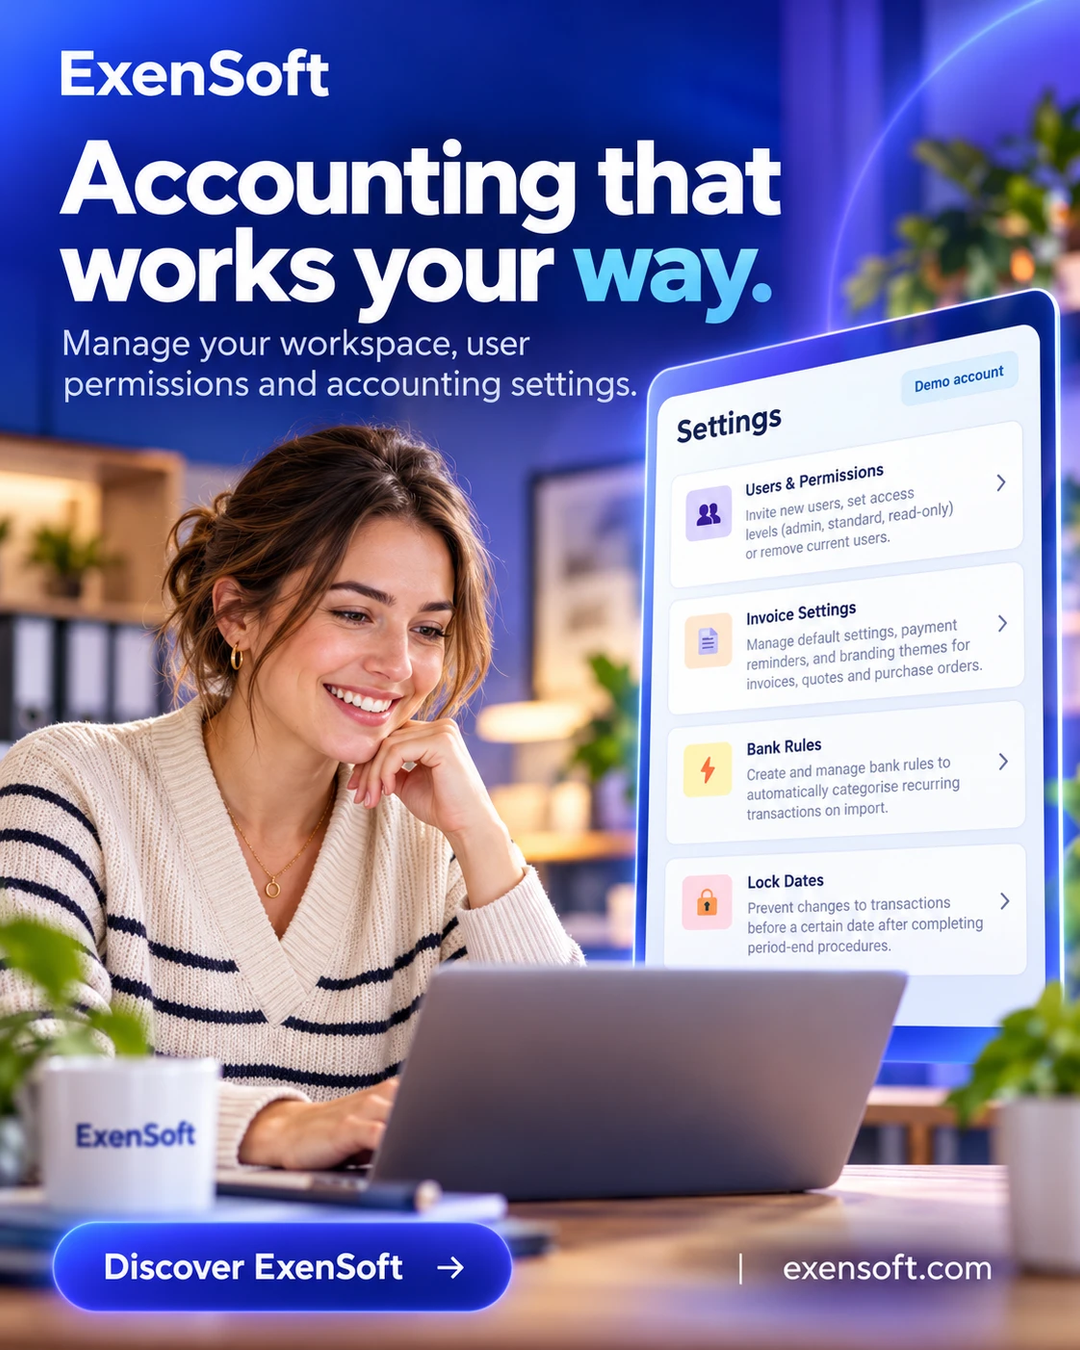 ExenSoft
Accounting that
works your way.
Manage your workspace, user
permissions and accounting settings.
Demo account
Settings
Users & Permissions
Invite new users, set access
levels (admin, standard, read-only)
or remove current users.
Invoice Settings
Manage default settings, payment
reminders, and branding themes for
invoices, quotes and purchase orders.
Bank Rules
Create and manage bank rules to
automatically categorise recurring
transactions on import.
Lock Dates
Prevent changes to transactions
before a certain date after completing
period-end procedures.
ExenSoft
Discover ExenSoft →
| exensoft.com